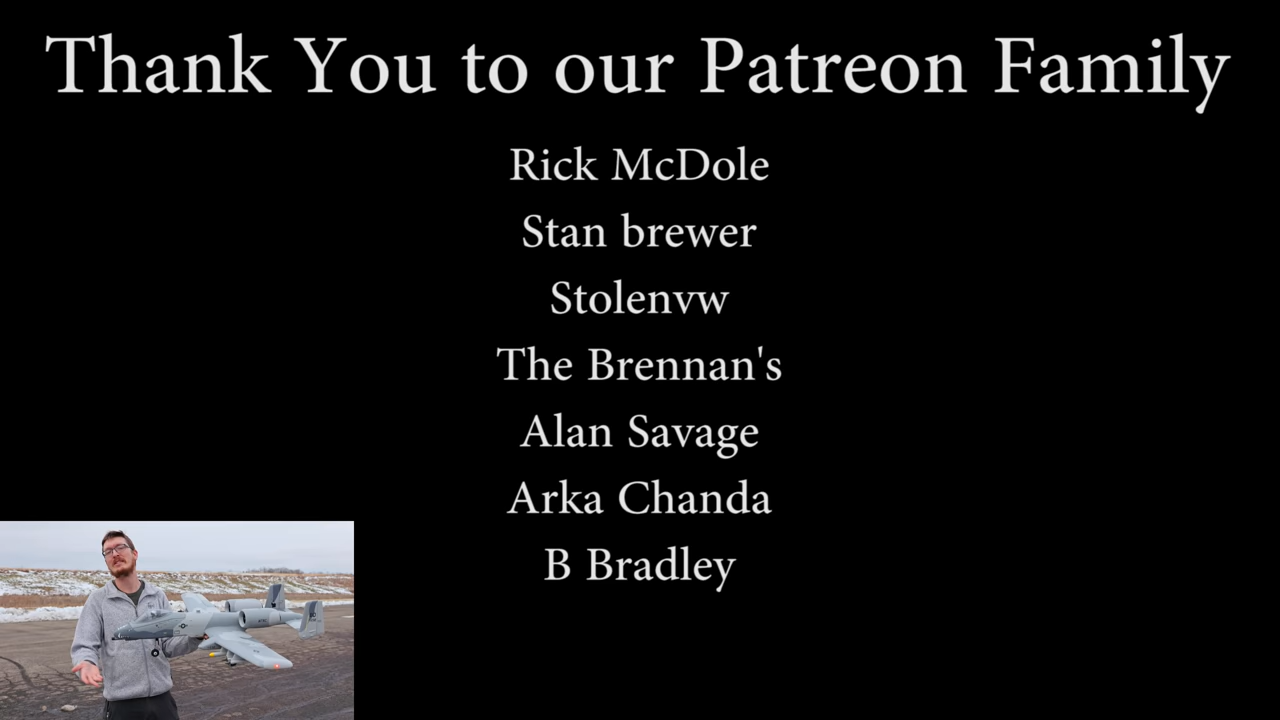 Thank You to our Patreon Family
Rick McDole
Stan brewer
Stolenvw
The Brennan's
Alan Savage
Arka Chanda
B Bradley